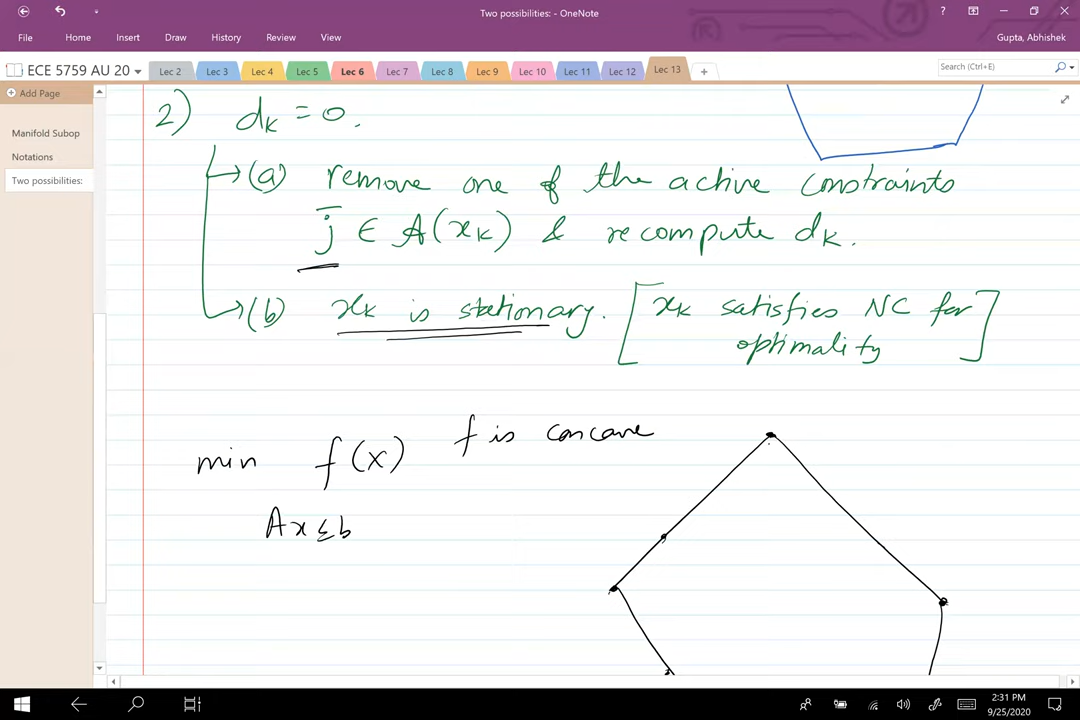 Two possibilities: - OneNote
File Home Insert Draw History Review View
Gupta, Abhishek
ECE 5759 AU 20
Lec 2 Lec 3 Lec 4 Lec 5 Lec 6 Lec 7 Lec 8 Lec 9 Lec 10 Lec 11 Lec 12 Lec 13
Search (Ctrl+E)
Add Page
Manifold Subop
Notations
Two possibilities:
2) dk = 0.
(a) remove one of the active constraints
j̄ ∈ A(xk) & recompute dk.
(b) xk is stationary. [xk satisfies NC for
optimality]
min f(x) f is concave
Ax ≤ b
2:31 PM
9/25/2020